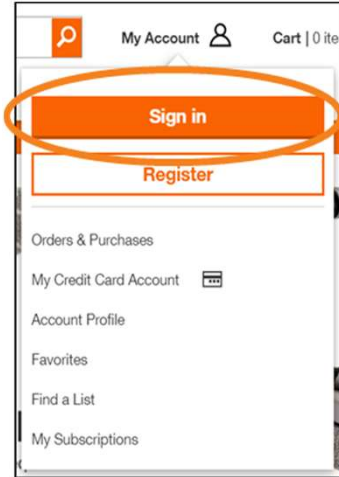 My Account Cart | 0 ite
Sign in
Register
Orders & Purchases
My Credit Card Account
Account Profile
Favorites
Find a List
My Subscriptions